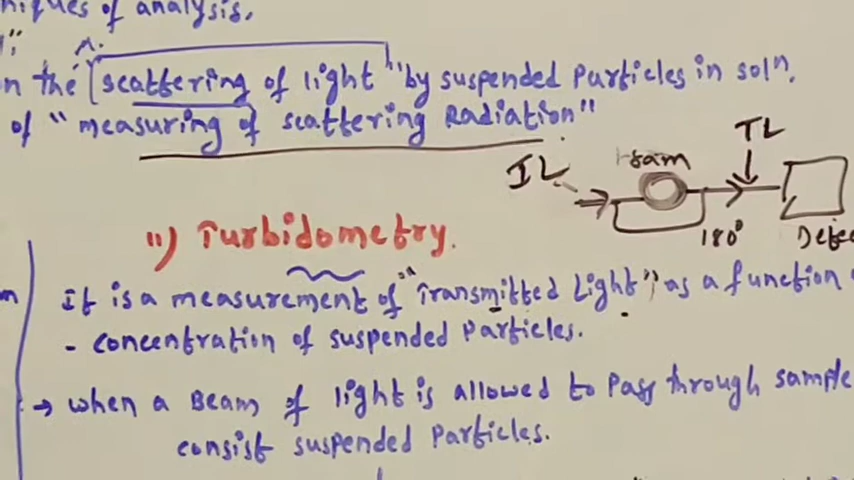 of analysis.
n the scattering of light" by suspended Particles in solⁿ.
of "measuring of scattering Radiation"
TL
IL
sam
180°
ii) Turbidometry.
It is a measurement of "Transmitted Light", as a function
- concentration of suspended Particles.
→ when a Beam of light is allowed to Pass through sample
consist suspended Particles.